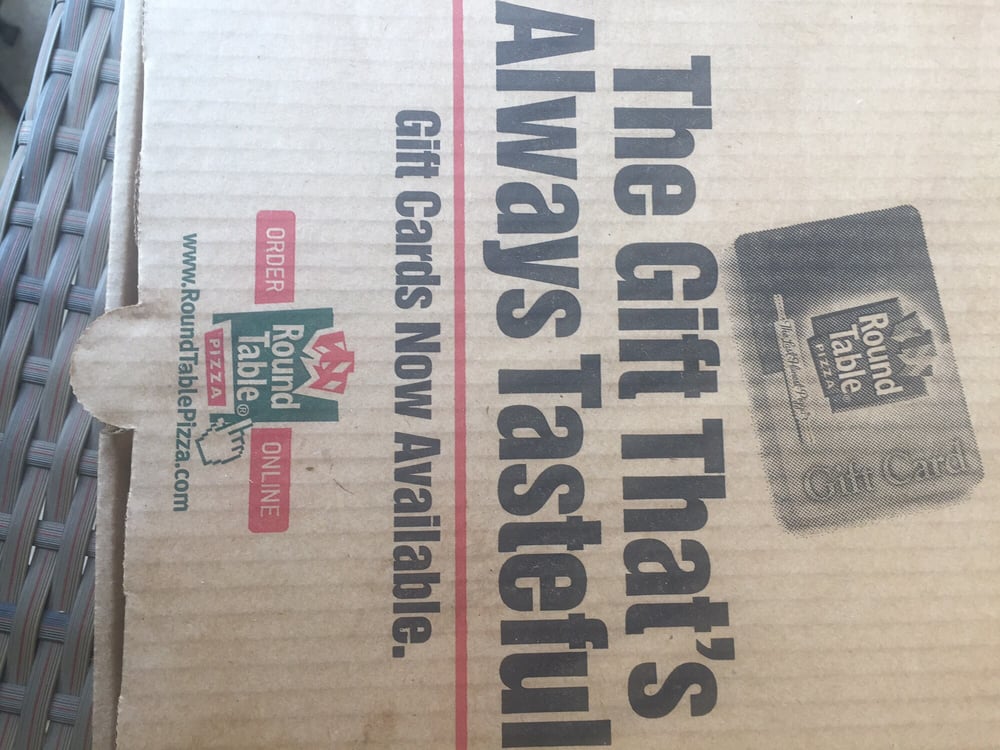 Round
Table
PIZZA
Gift Card
The Gift That's
Always Tasteful
Gift Cards Now Available.
ORDER
Round
Table®
PIZZA
ONLINE
www.RoundTablePizza.com